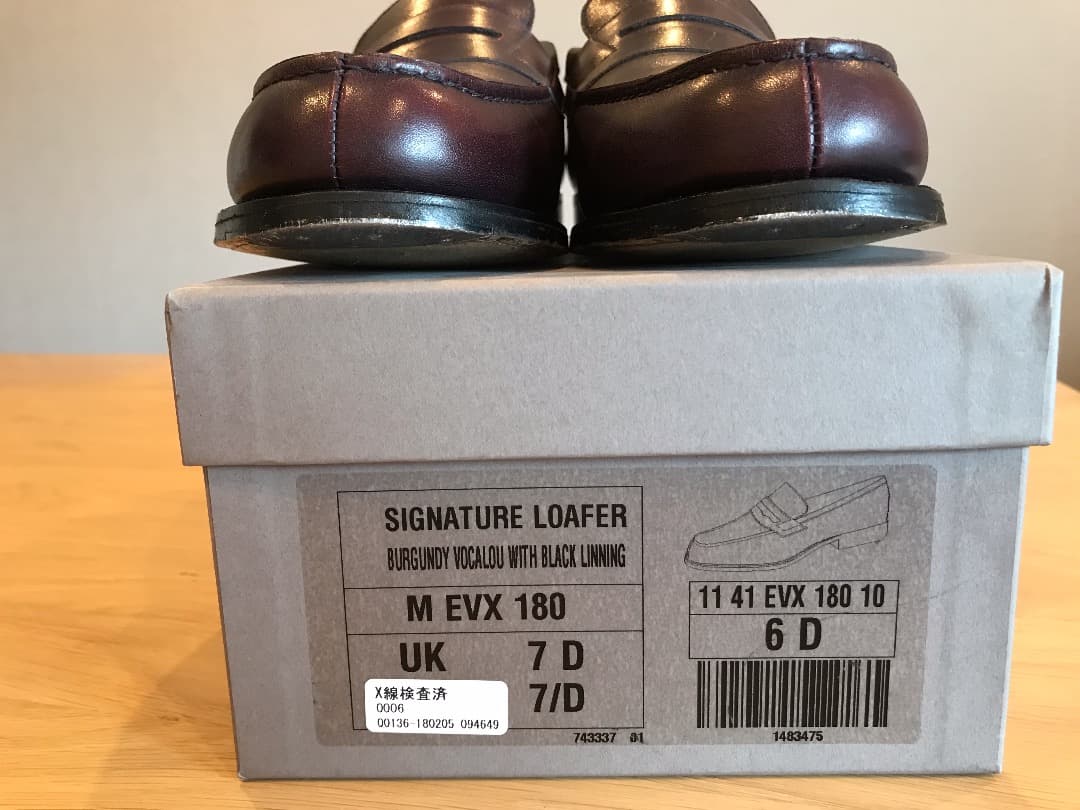 SIGNATURE LOAFER
BURGUNDY VOCALOU WITH BLACK LINNING
M EVX 180
UK 7 D
7/D
X線検査済
0006
00136-180205 094649
743337 01
11 41 EVX 180 10
6 D
1483475